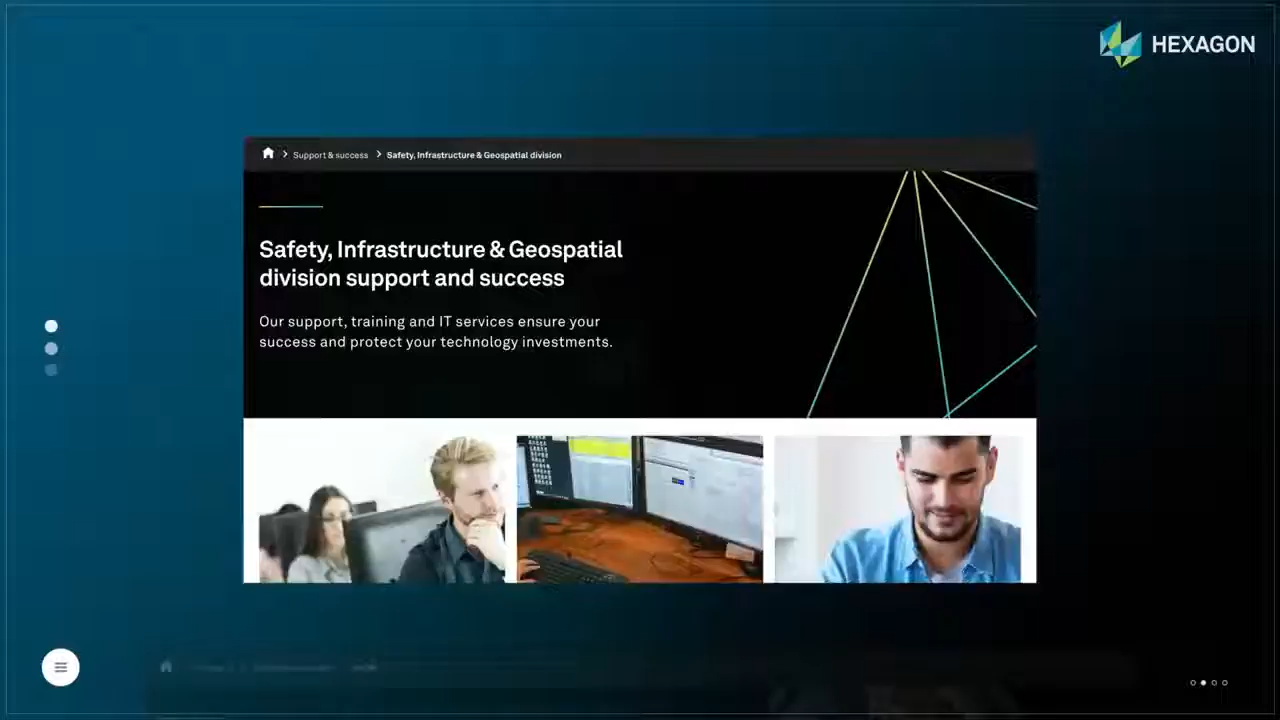 HEXAGON
Support & success
Safety, Infrastructure & Geospatial division
Safety, Infrastructure & Geospatial
division support and success
Our support, training and IT services ensure your
success and protect your technology investments.